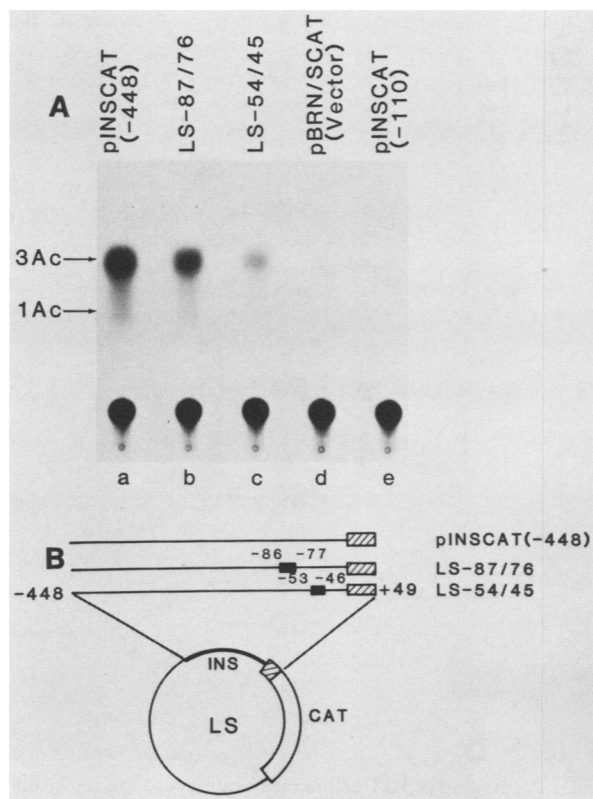 A
pINSCAT
(-448)
LS-87/76
LS-54/45
pBRN/SCAT
(Vector)
pINSCAT
(-110)
3Ac
1Ac
a b c d e
B
pINSCAT(-448)
-86 -77
LS-87/76
-53 -46
-448
+49
LS-54/45
INS
LS
CAT